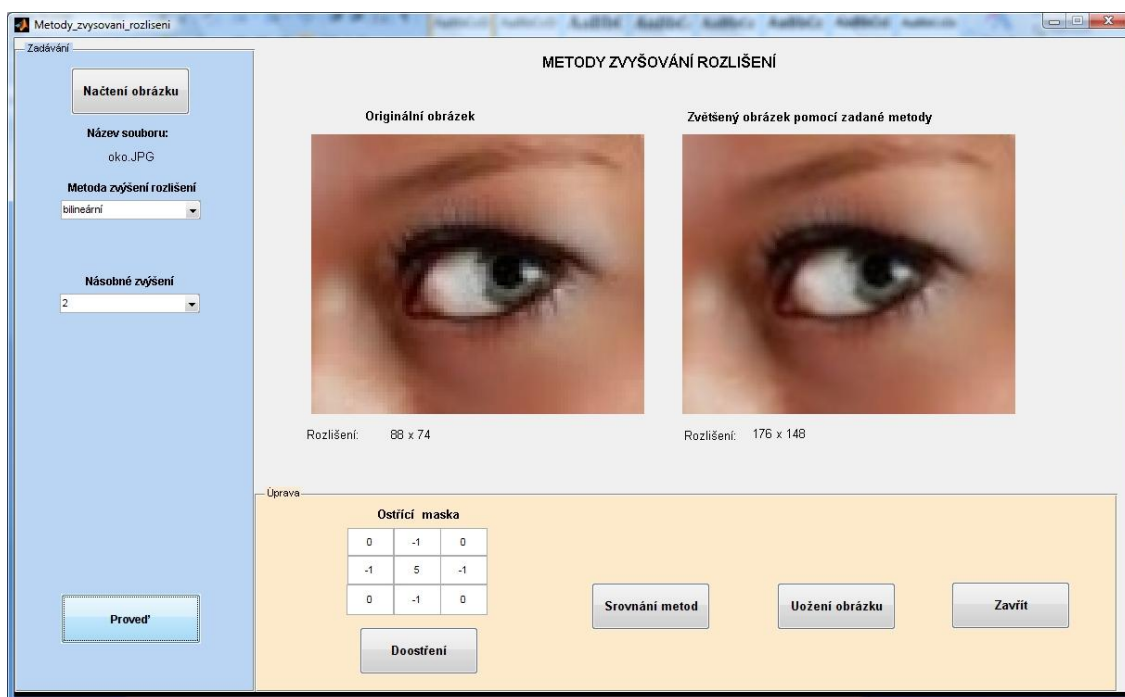 Metody_zvysovani_rozliseni
Zadávání
Načtení obrázku
Název souboru:
oko.JPG
Metoda zvýšení rozlišení
bilineární
Násobné zvýšení
2
Proveď
METODY ZVYŠOVÁNÍ ROZLIŠENÍ
Originální obrázek
Zvětšený obrázek pomocí zadané metody
Rozlišení: 88 x 74
Rozlišení: 176 x 148
Úprava
Ostřící maska
0 -1 0
-1 5 -1
0 -1 0
Doostření
Srovnání metod
Uožení obrázku
Zavřít